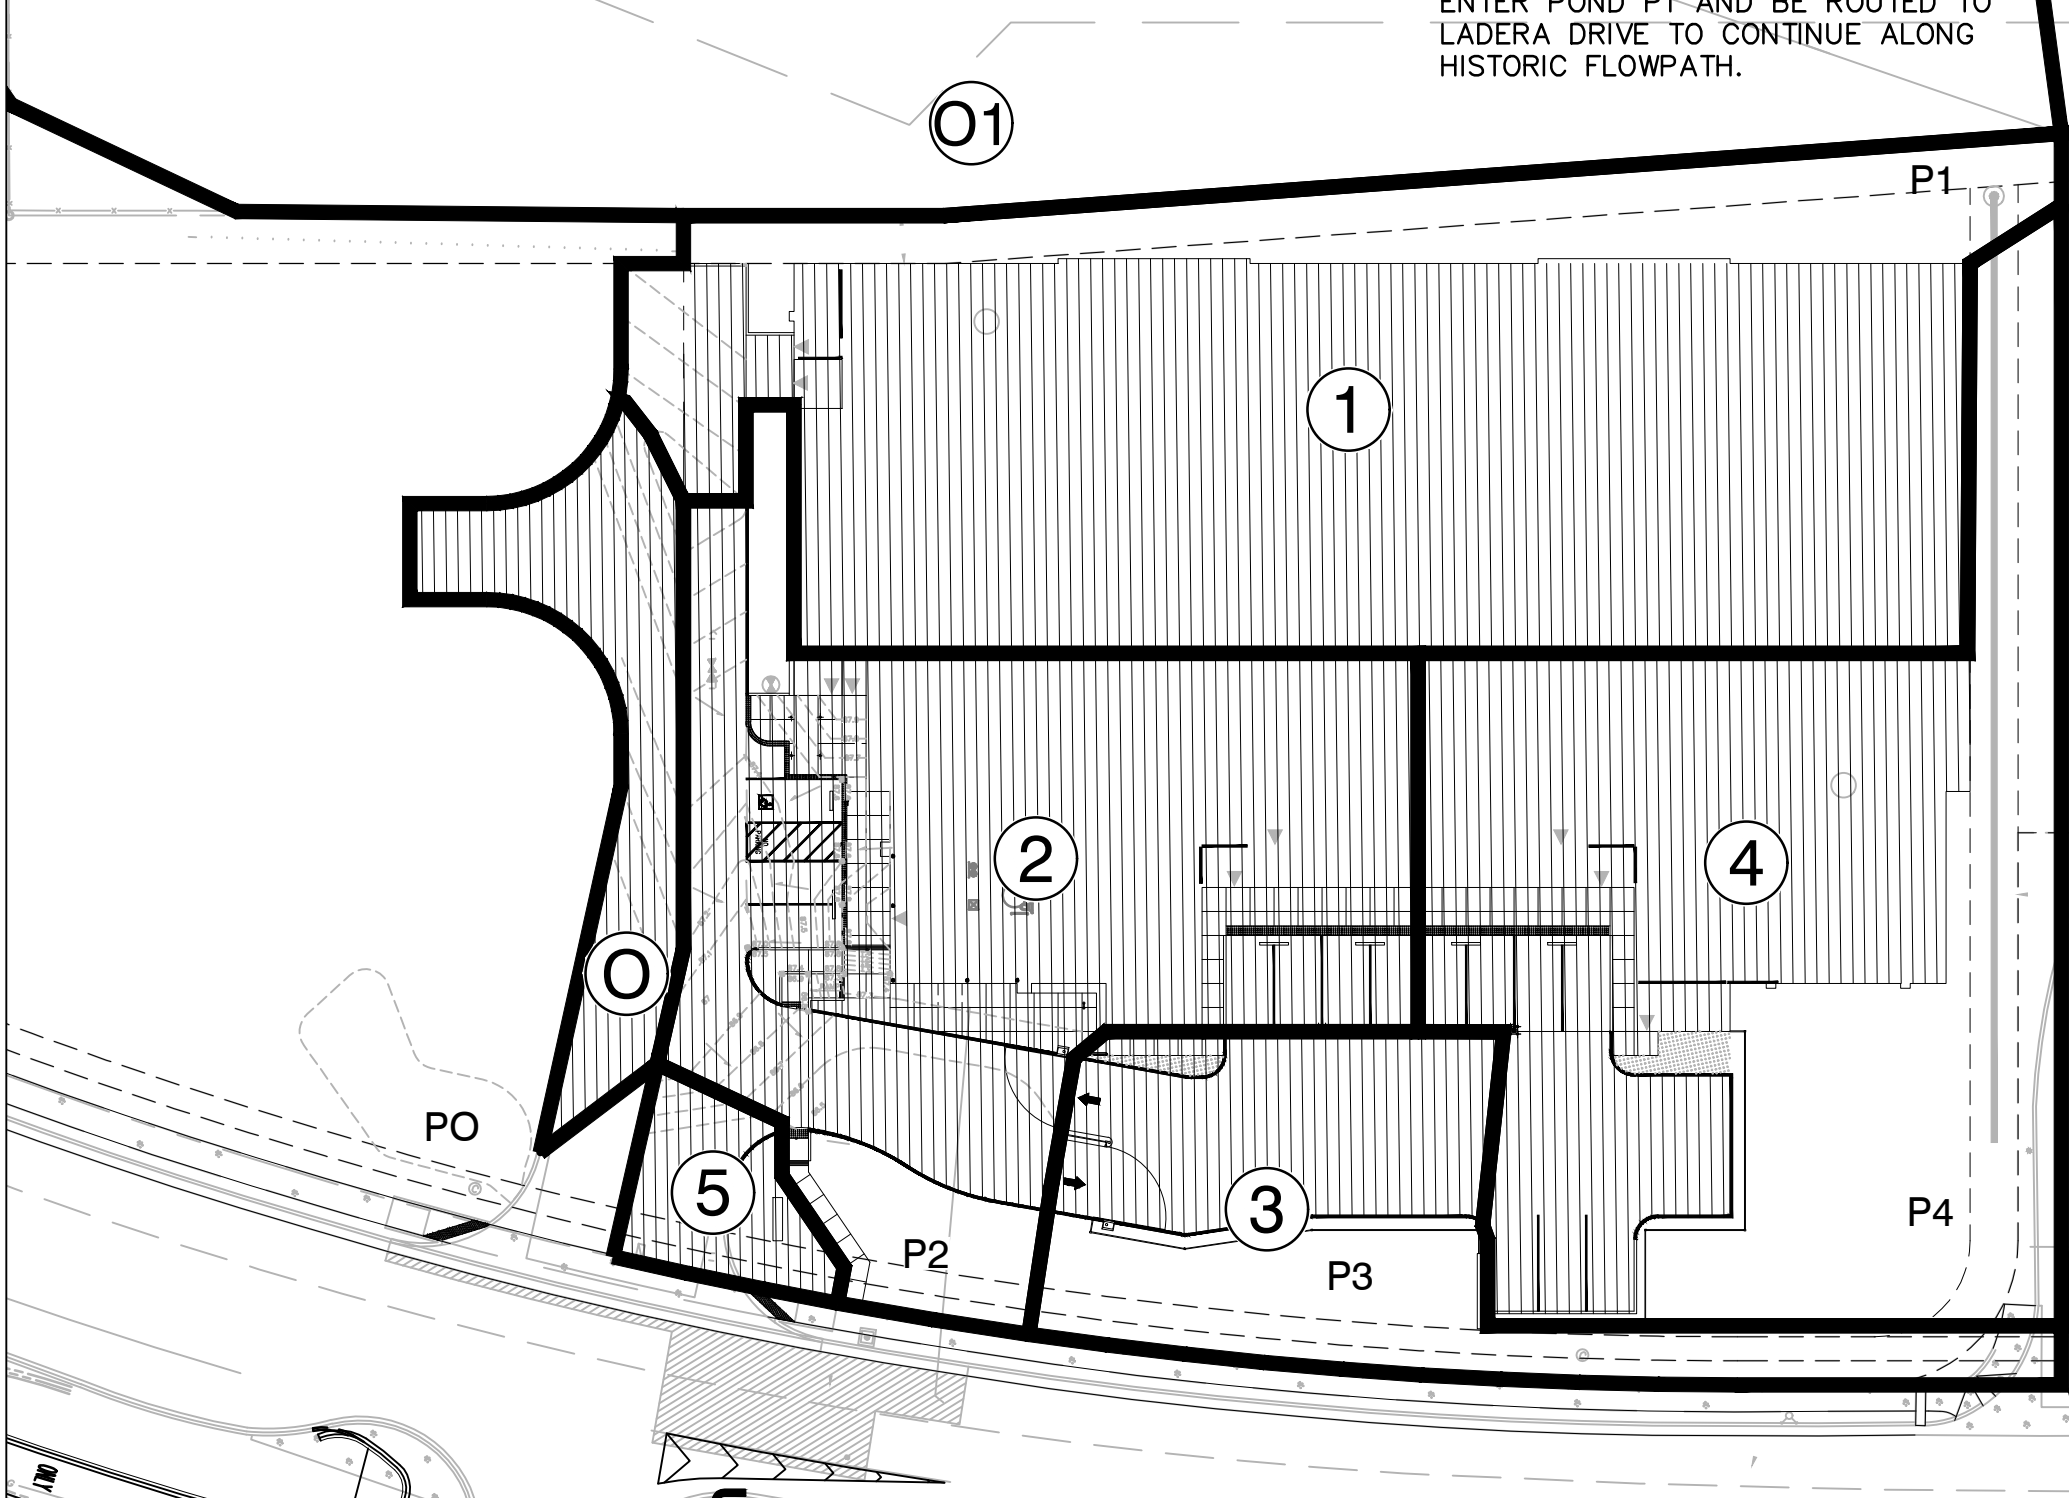 ENTER POND P1 AND BE ROUTED TO
LADERA DRIVE TO CONTINUE ALONG
HISTORIC FLOWPATH.
O1
P1
1
2
4
O
PO
5
3
P2
P3
P4
ONLY